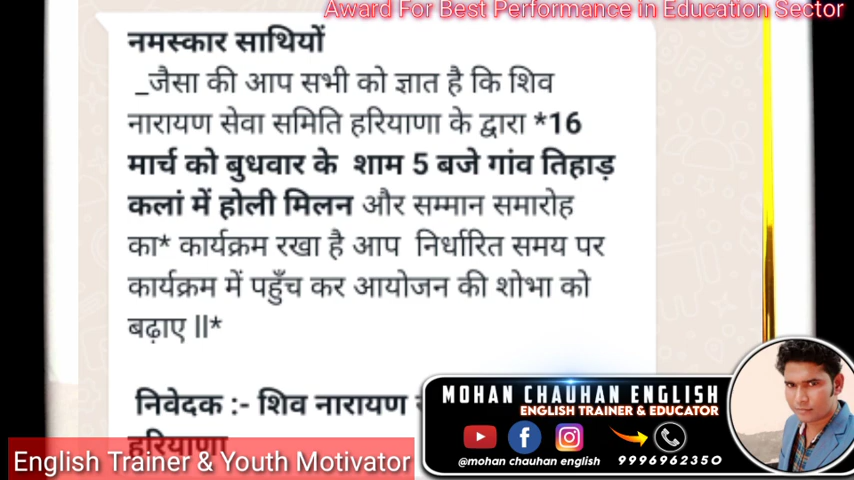 Award For Best Performance in Education Sector
नमस्कार साथियों
_जैसा की आप सभी को ज्ञात है कि शिव
नारायण सेवा समिति हरियाणा के द्वारा *16
मार्च को बुधवार के शाम 5 बजे गांव तिहाड़
कलां में होली मिलन और सम्मान समारोह
का* कार्यक्रम रखा है आप निर्धारित समय पर
कार्यक्रम में पहुँच कर आयोजन की शोभा को
बढ़ाए ||*
निवेदक :- शिव नारायण
हरियाणा
MOHAN CHAUHAN ENGLISH
ENGLISH TRAINER & EDUCATOR
@mohan chauhan english 9996962350
English Trainer & Youth Motivator